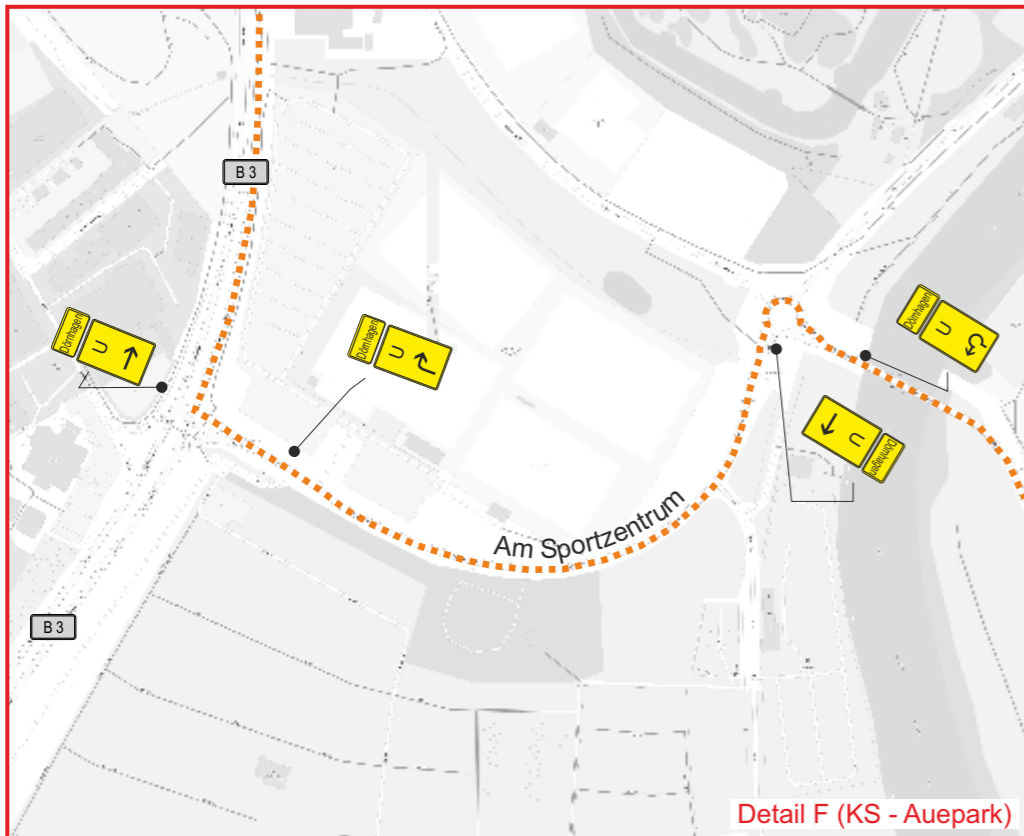 B 3
Dörnhagen
U
Dörnhagen
U
Dörnhagen
U
U
Dörnhagen
Am Sportzentrum
B 3
Detail F (KS - Auepark)